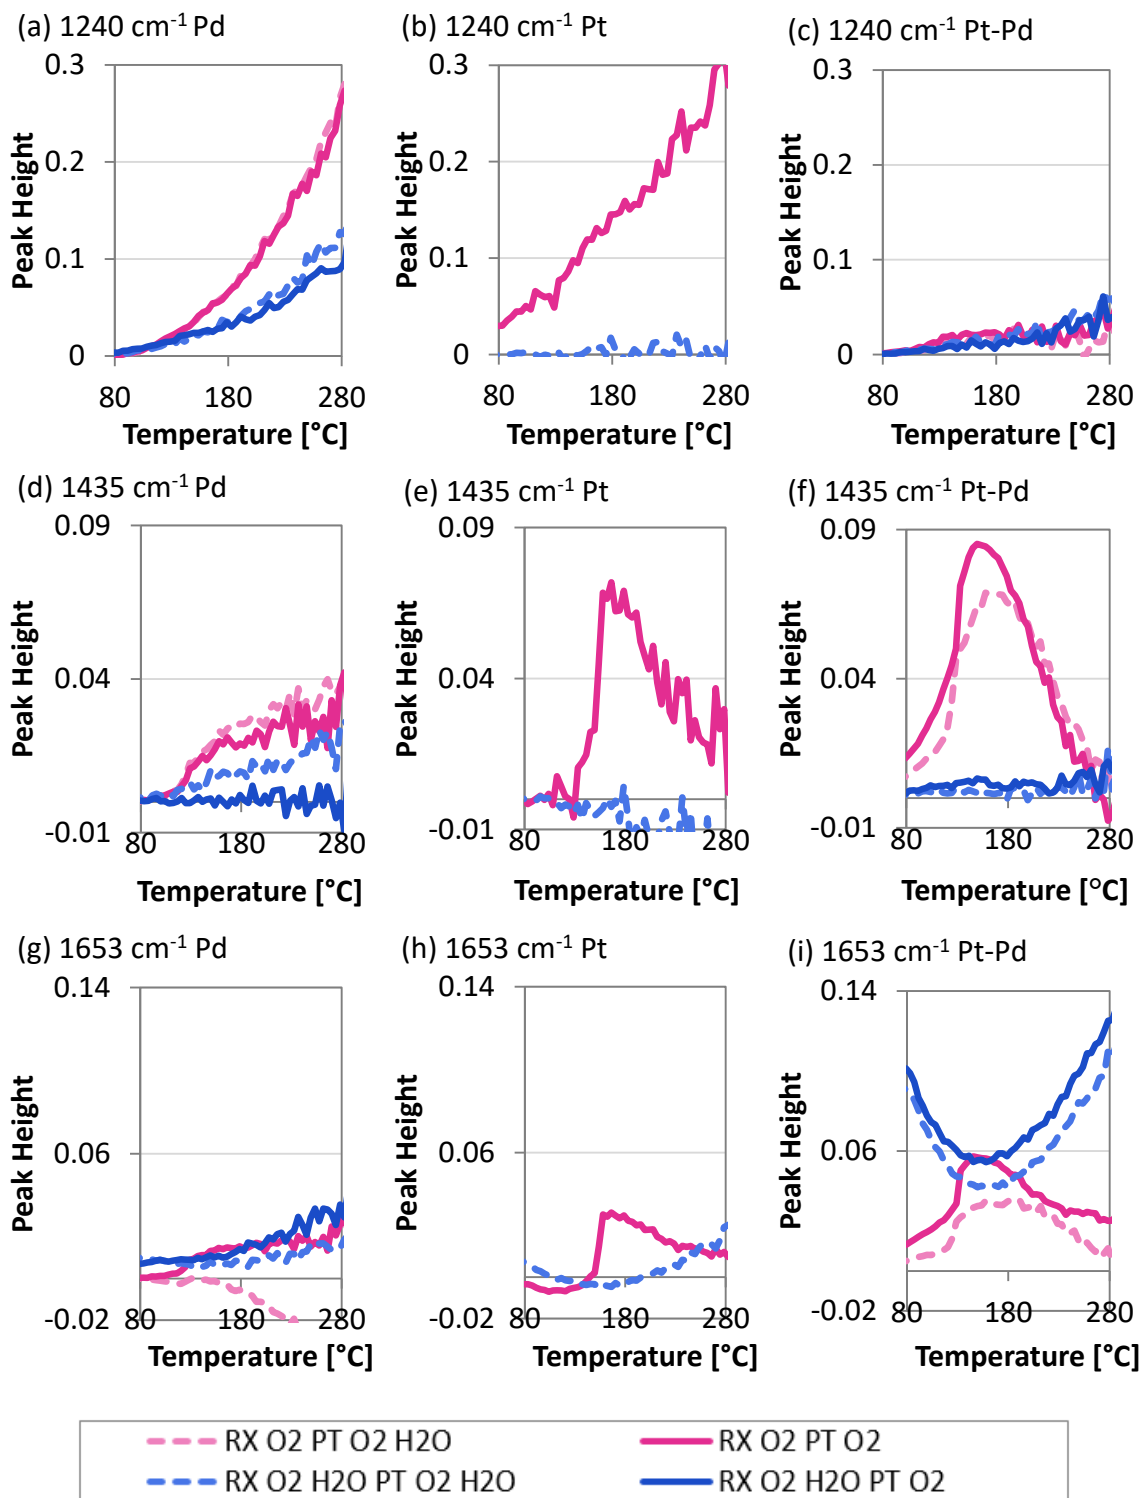 (a) 1240 cm⁻¹ Pd
(b) 1240 cm⁻¹ Pt
(c) 1240 cm⁻¹ Pt-Pd
0.3
0.2
0.1
0
80
180
280
Peak Height
Temperature [°C]
0.3
0.2
0.1
0
80
180
280
Peak Height
Temperature [°C]
0.3
0.2
0.1
0
80
180
280
Peak Height
Temperature [°C]
(d) 1435 cm⁻¹ Pd
(e) 1435 cm⁻¹ Pt
(f) 1435 cm⁻¹ Pt-Pd
0.09
0.04
-0.01
80
180
280
Peak Height
Temperature [°C]
0.09
0.04
-0.01
80
180
280
Peak Height
Temperature [°C]
0.09
0.04
-0.01
80
180
280
Peak Height
Temperature [°C]
(g) 1653 cm⁻¹ Pd
(h) 1653 cm⁻¹ Pt
(i) 1653 cm⁻¹ Pt-Pd
0.14
0.06
-0.02
80
180
280
Peak Height
Temperature [°C]
0.14
0.06
-0.02
80
180
280
Peak Height
Temperature [°C]
0.14
0.06
-0.02
80
180
280
Peak Height
Temperature [°C]
RX O2 PT O2 H2O
RX O2 PT O2
RX O2 H2O PT O2 H2O
RX O2 H2O PT O2